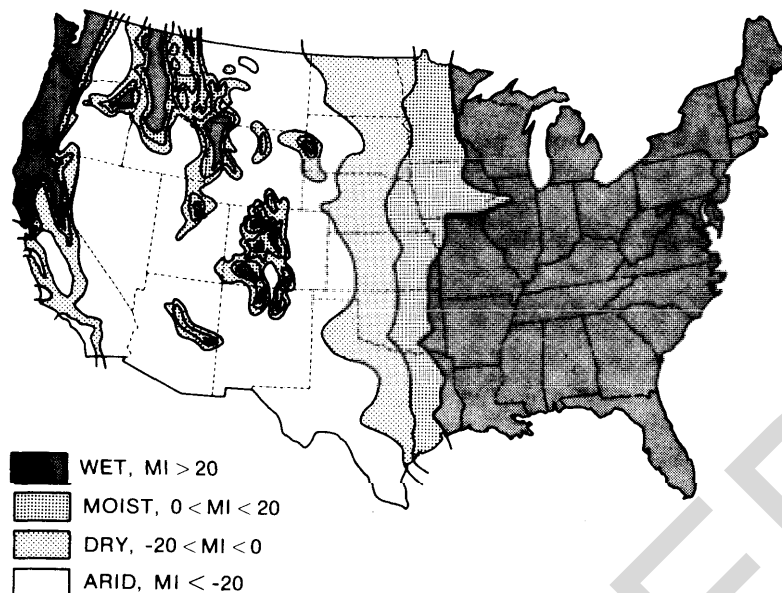 WET, MI > 20
MOIST, 0 < MI < 20
DRY, -20 < MI < 0
ARID, MI < -20